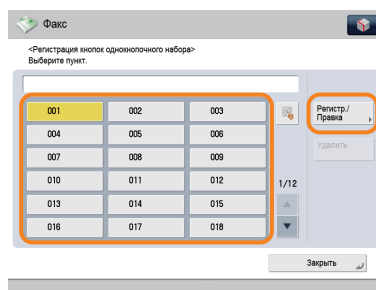 Факс
<Регистрация кнопок однокнопочного набора>
Выберите пункт.
001 002 003
Регистр./
Правка
004 005 006
Удалить
007 008 009
010 011 012
1/12
013 014 015
016 017 018
Закрыть